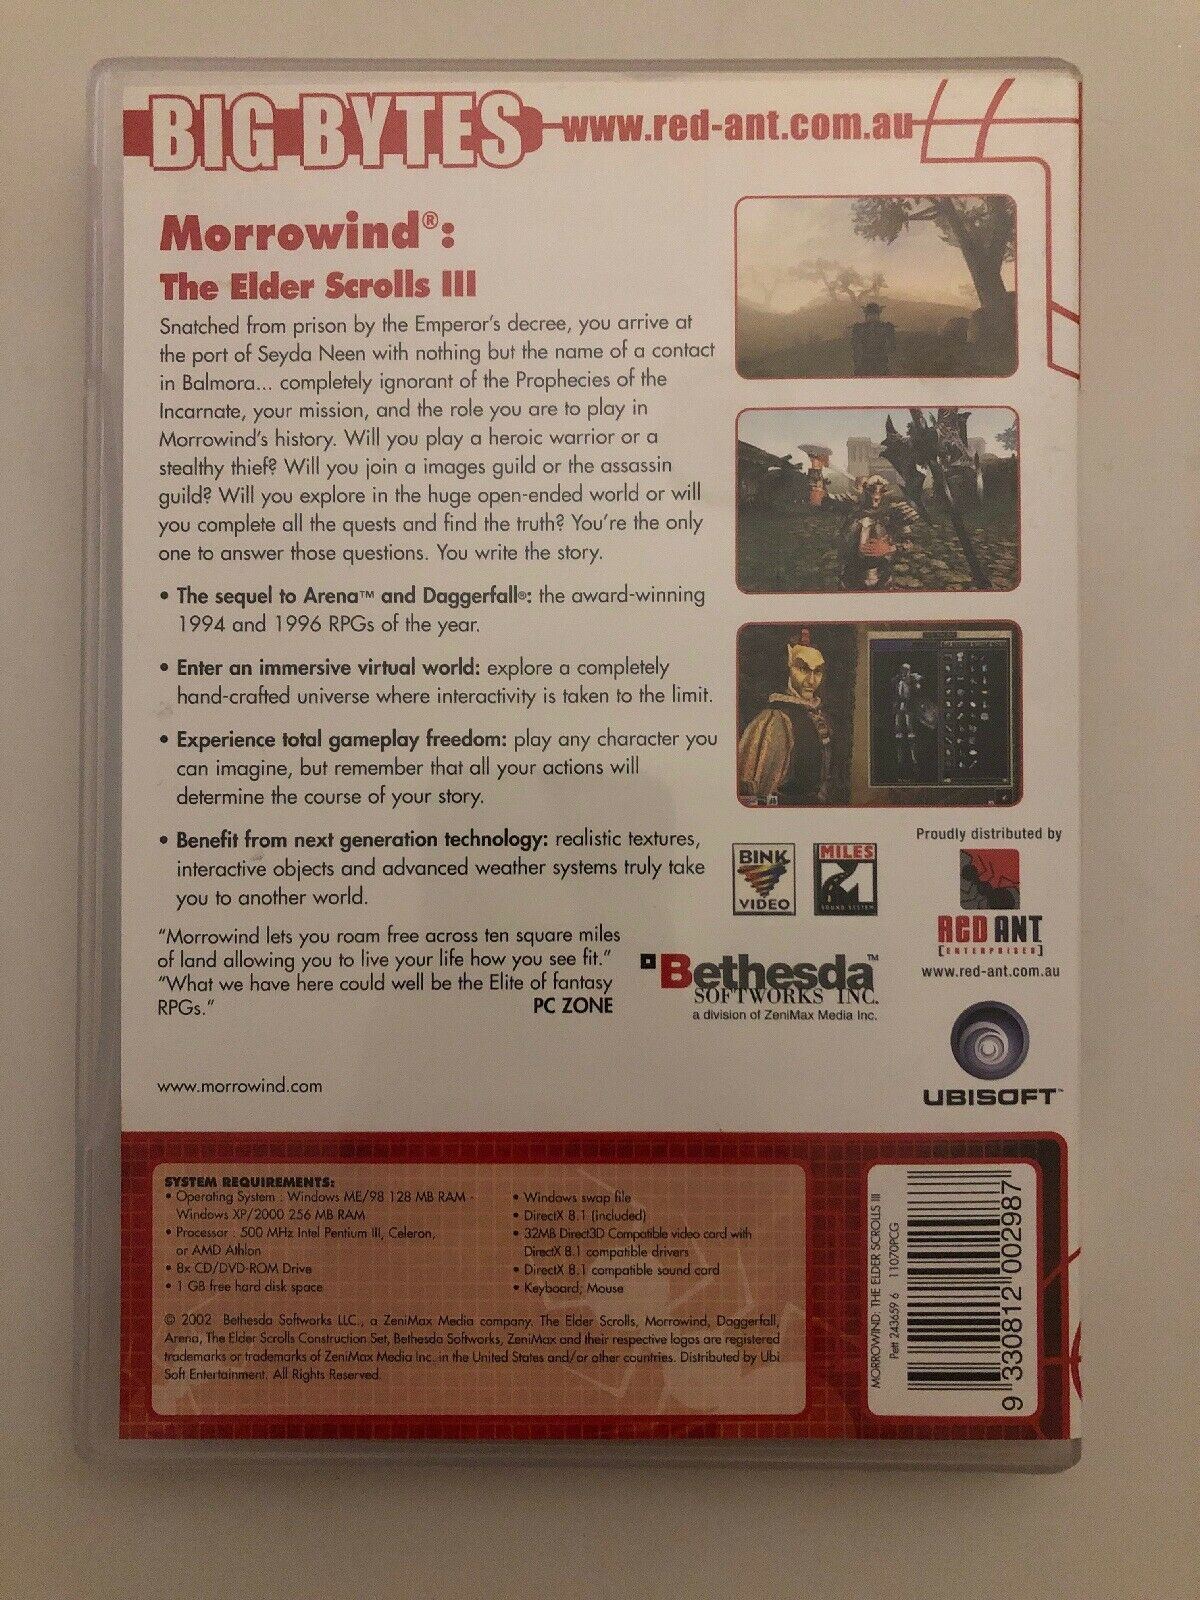 BIG BYTES www.red-ant.com.au
Morrowind®:
The Elder Scrolls III
Snatched from prison by the Emperor's decree, you arrive at
the port of Seyda Neen with nothing but the name of a contact
in Balmora... completely ignorant of the Prophecies of the
Incarnate, your mission, and the role you are to play in
Morrowind's history. Will you play a heroic warrior or a
stealthy thief? Will you join a images guild or the assassin
guild? Will you explore in the huge open-ended world or will
you complete all the quests and find the truth? You're the only
one to answer those questions. You write the story.
• The sequel to Arena™ and Daggerfall®: the award-winning
1994 and 1996 RPGs of the year.
• Enter an immersive virtual world: explore a completely
hand-crafted universe where interactivity is taken to the limit.
• Experience total gameplay freedom: play any character you
can imagine, but remember that all your actions will
determine the course of your story.
• Benefit from next generation technology: realistic textures,
interactive objects and advanced weather systems truly take
you to another world.
"Morrowind lets you roam free across ten square miles
of land allowing you to live your life how you see fit."
"What we have here could well be the Elite of fantasy
RPGs." PC ZONE
www.morrowind.com
BINK
VIDEO
MILES
SOUND SYSTEM
Proudly distributed by
RED ANT
[ENTERPRISES]
www.red-ant.com.au
Bethesda™
SOFTWORKS INC.
a division of ZeniMax Media Inc.
UBISOFT™
SYSTEM REQUIREMENTS:
• Operating System : Windows ME/98 128 MB RAM -
Windows XP/2000 256 MB RAM
• Processor : 500 MHz Intel Pentium III, Celeron,
or AMD Athlon
• 8x CD/DVD-ROM Drive
• 1 GB free hard disk space
• Windows swap file
• DirectX 8.1 (included)
• 32MB Direct3D Compatible video card with
DirectX 8.1 compatible drivers
• DirectX 8.1 compatible sound card
• Keyboard, Mouse
© 2002 Bethesda Softworks LLC., a ZeniMax Media company. The Elder Scrolls, Morrowind, Daggerfall,
Arena, The Elder Scrolls Construction Set, Bethesda Softworks, ZeniMax and their respective logos are registered
trademarks or trademarks of ZeniMax Media Inc. in the United States and/or other countries. Distributed by Ubi
Soft Entertainment. All Rights Reserved.
MORROWIND: THE ELDER SCROLLS III
Pett 243659 6 11070PCG
9 330812 002987